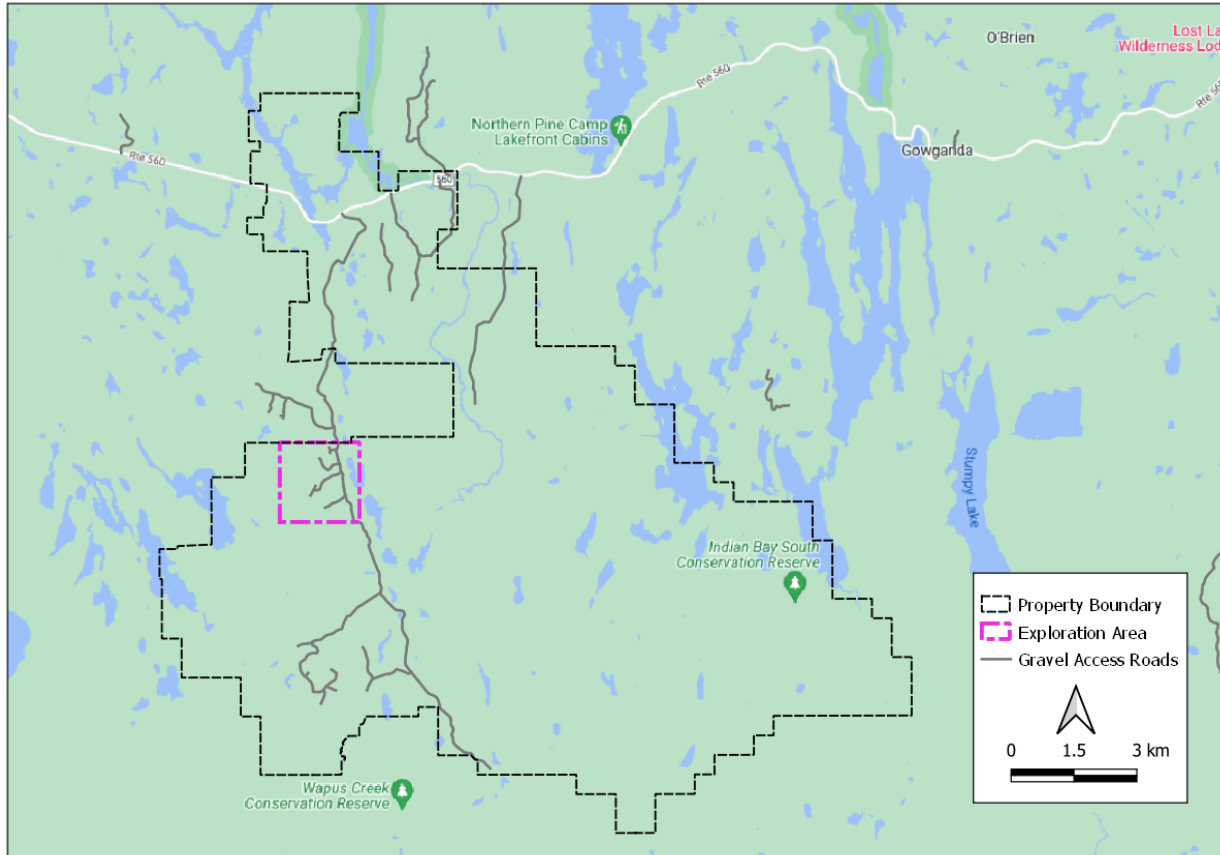 O'Brien
Lost La
Wilderness Lod
Rte 560
Rte 560
Northern Pine Camp
Lakefront Cabins
Gowganda
Rte 560
560
Stumpy Lake
Indian Bay South
Conservation Reserve
Property Boundary
Exploration Area
Gravel Access Roads
0 1.5 3 km
Wapus Creek
Conservation Reserve